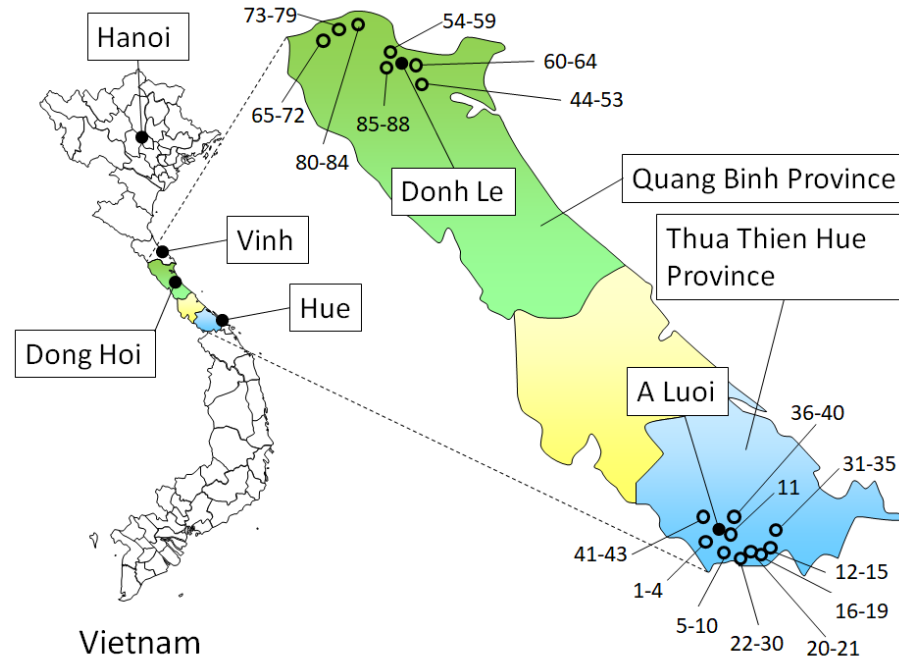 73-79
54-59
Hanoi
60-64
65-72
44-53
85-88
80-84
Donh Le
Quang Binh Province
Vinh
Thua Thien Hue
Province
Hue
Dong Hoi
A Luoi
36-40
31-35
11
41-43
12-15
1-4
16-19
5-10
22-30
20-21
Vietnam